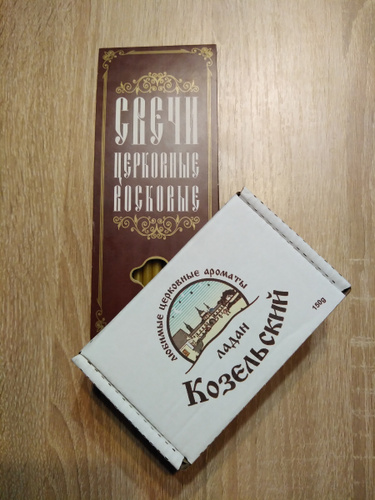 СВЕЧИ
ЦЕРКОВНЫЕ
ВОСКОВЫЕ
ЛЮБИМЫЕ ЦЕРКОВНЫЕ АРОМАТЫ
ЛАДАН
КОЗЕЛЬСКИЙ
150g